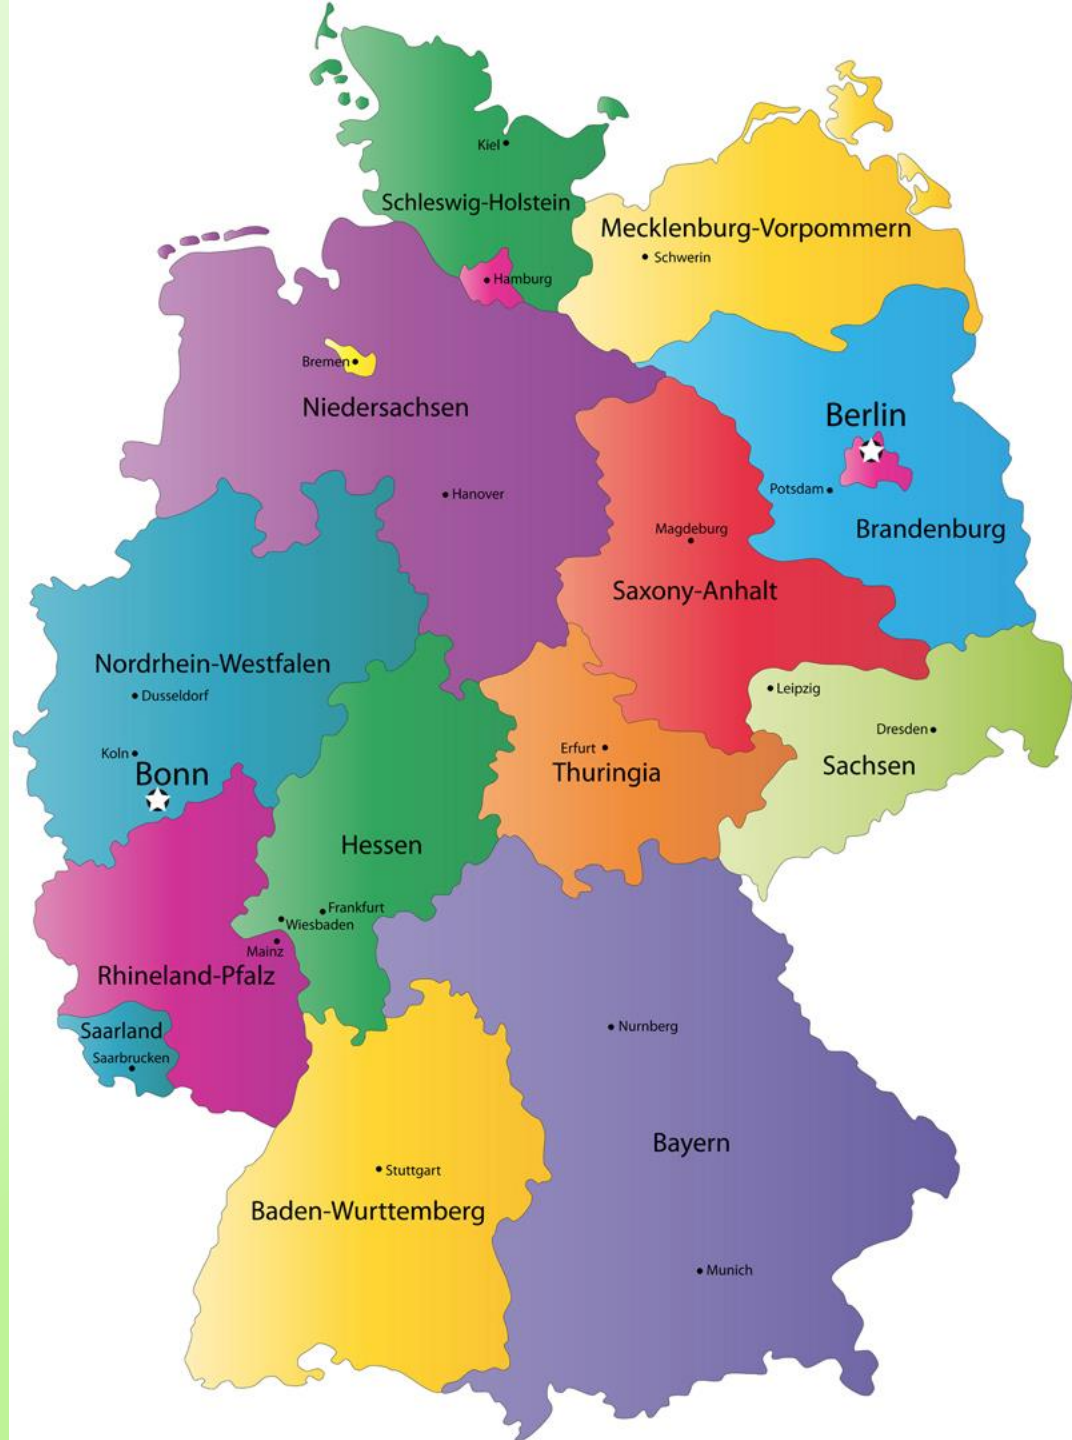 Kiel
Schleswig-Holstein
Mecklenburg-Vorpommern
Schwerin
Hamburg
Bremen
Niedersachsen
Berlin
Hanover
Potsdam
Magdeburg
Brandenburg
Saxony-Anhalt
Nordrhein-Westfalen
Dusseldorf
Leipzig
Dresden
Koln
Erfurt
Bonn
Thuringia
Sachsen
Hessen
Frankfurt
Wiesbaden
Mainz
Rhineland-Pfalz
Saarland
Nurnberg
Saarbrucken
Bayern
Stuttgart
Baden-Wurttemberg
Munich